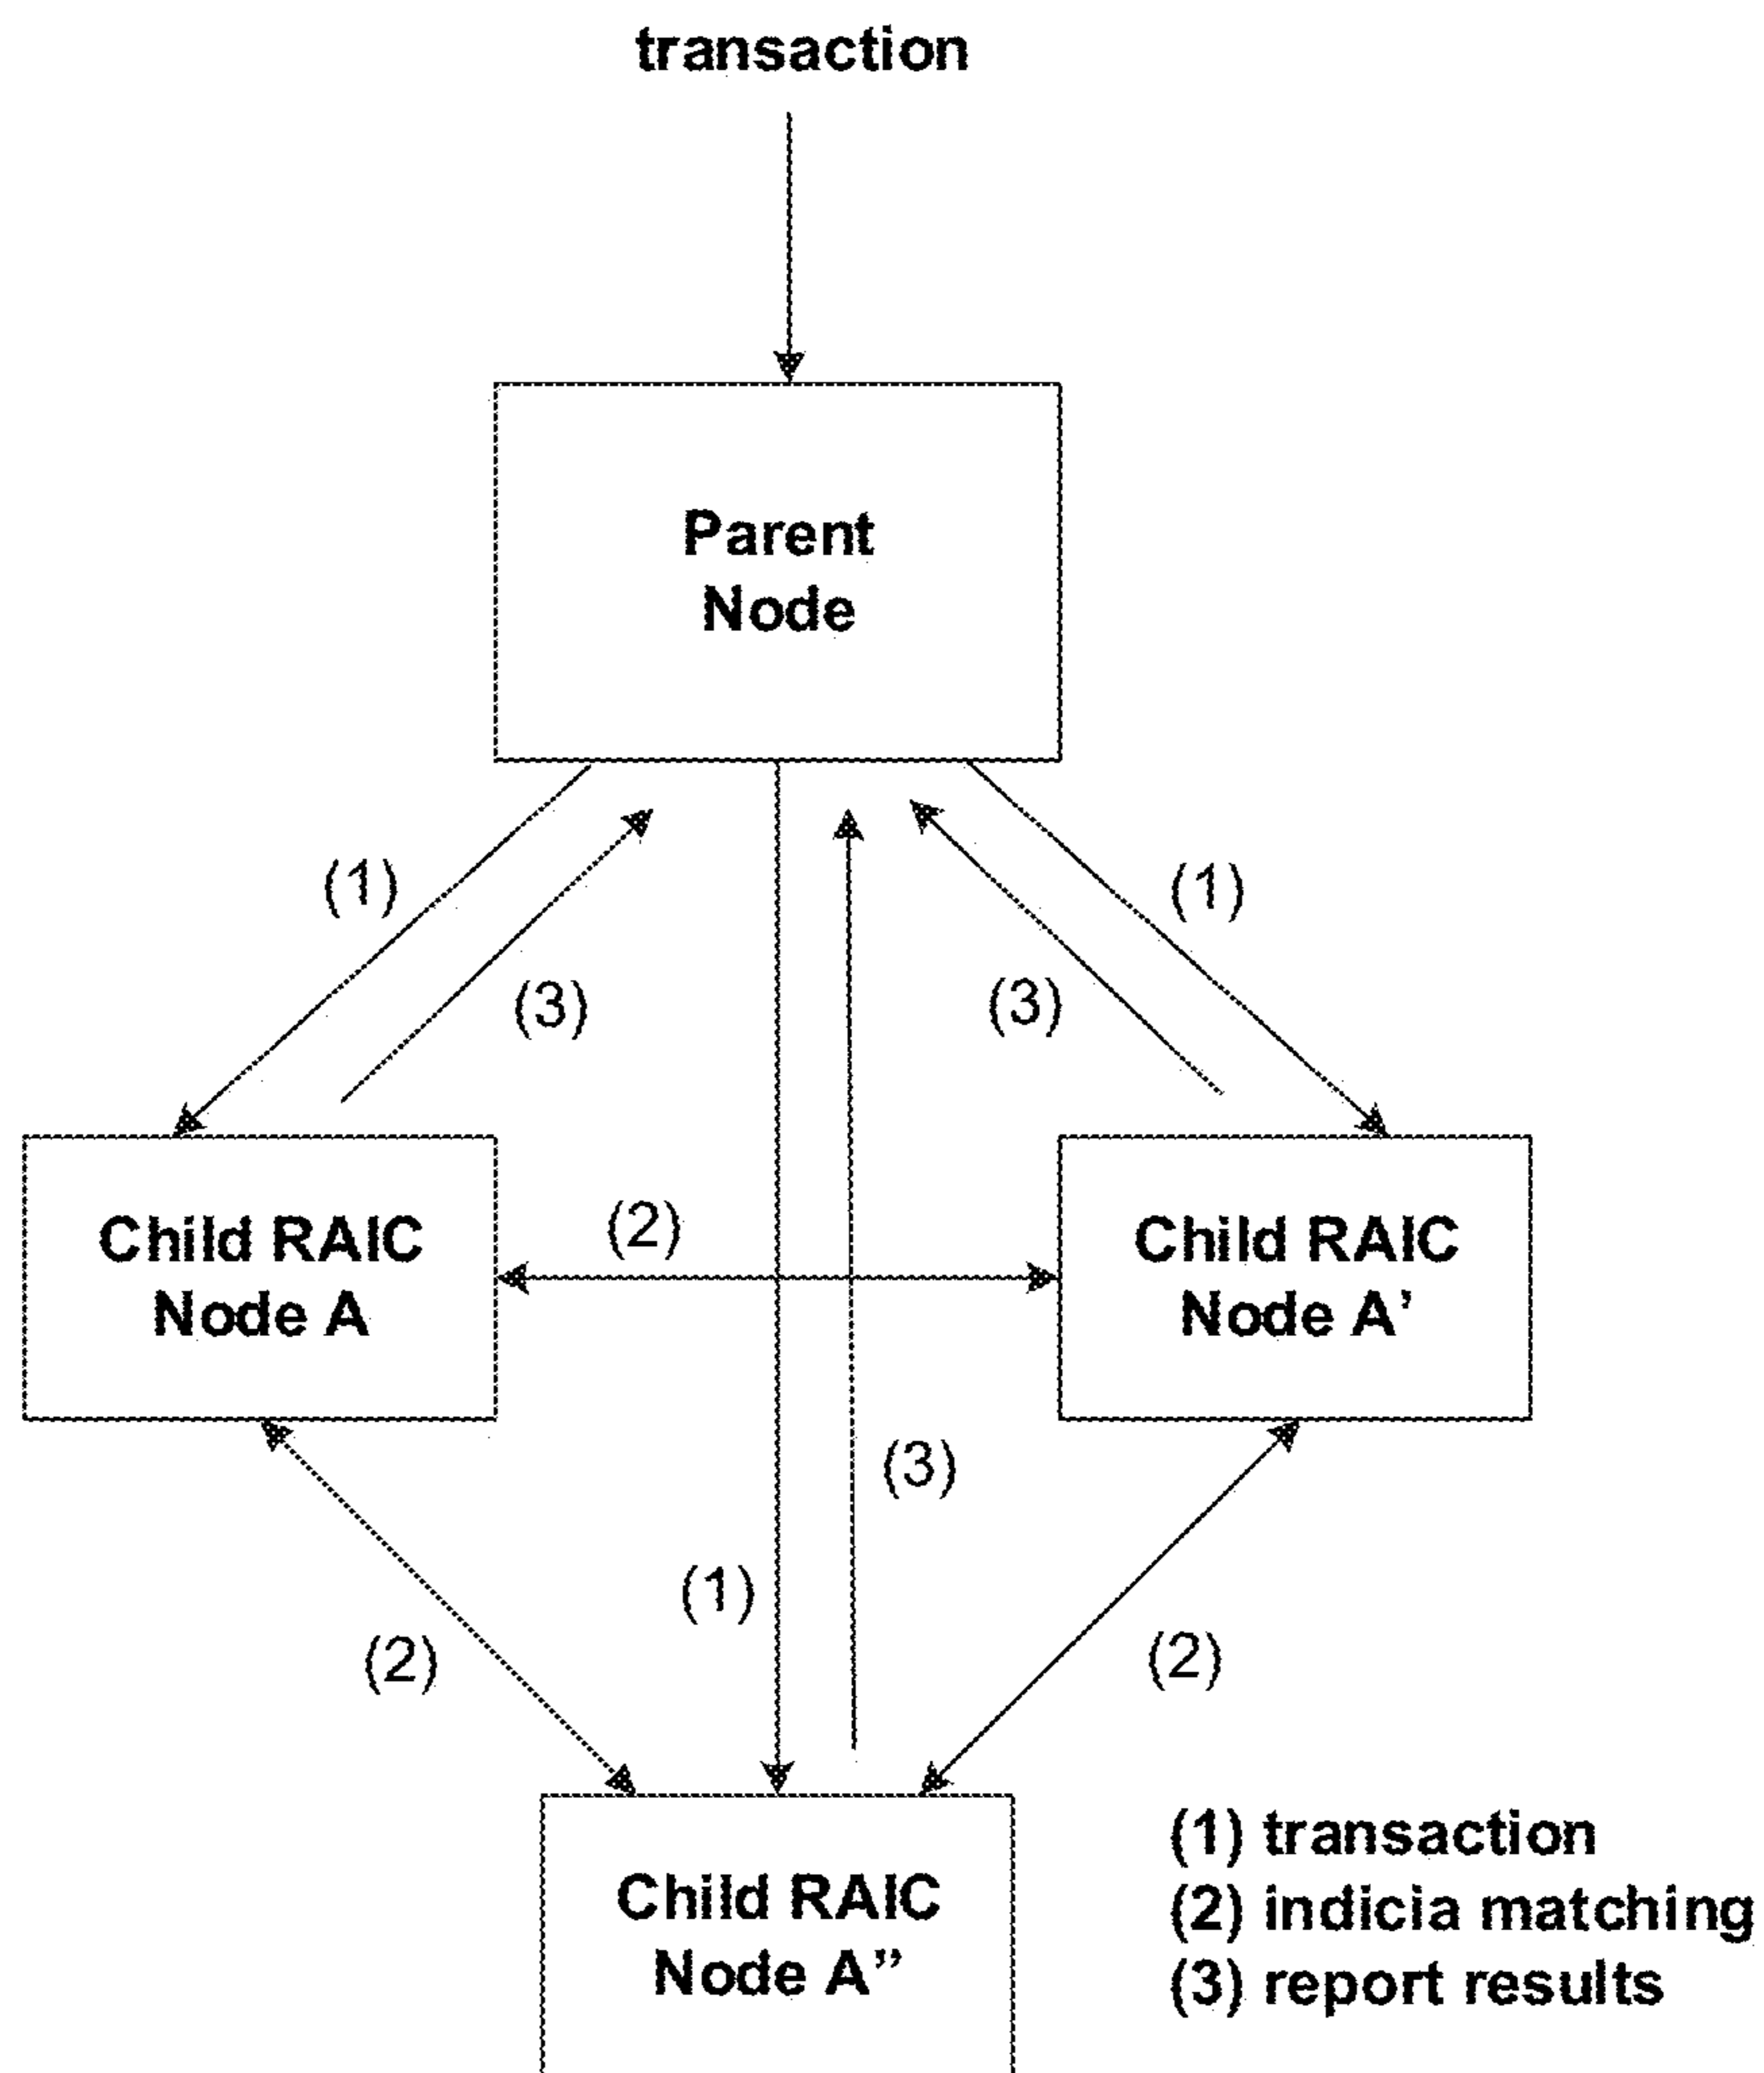 transaction
Parent
Node
(1)
(1)
(3)
(3)
Child RAIC
Node A
(2)
Child RAIC
Node A’
(3)
(1)
(2)
(2)
Child RAIC
Node A”
(1) transaction
(2) indicia matching
(3) report results